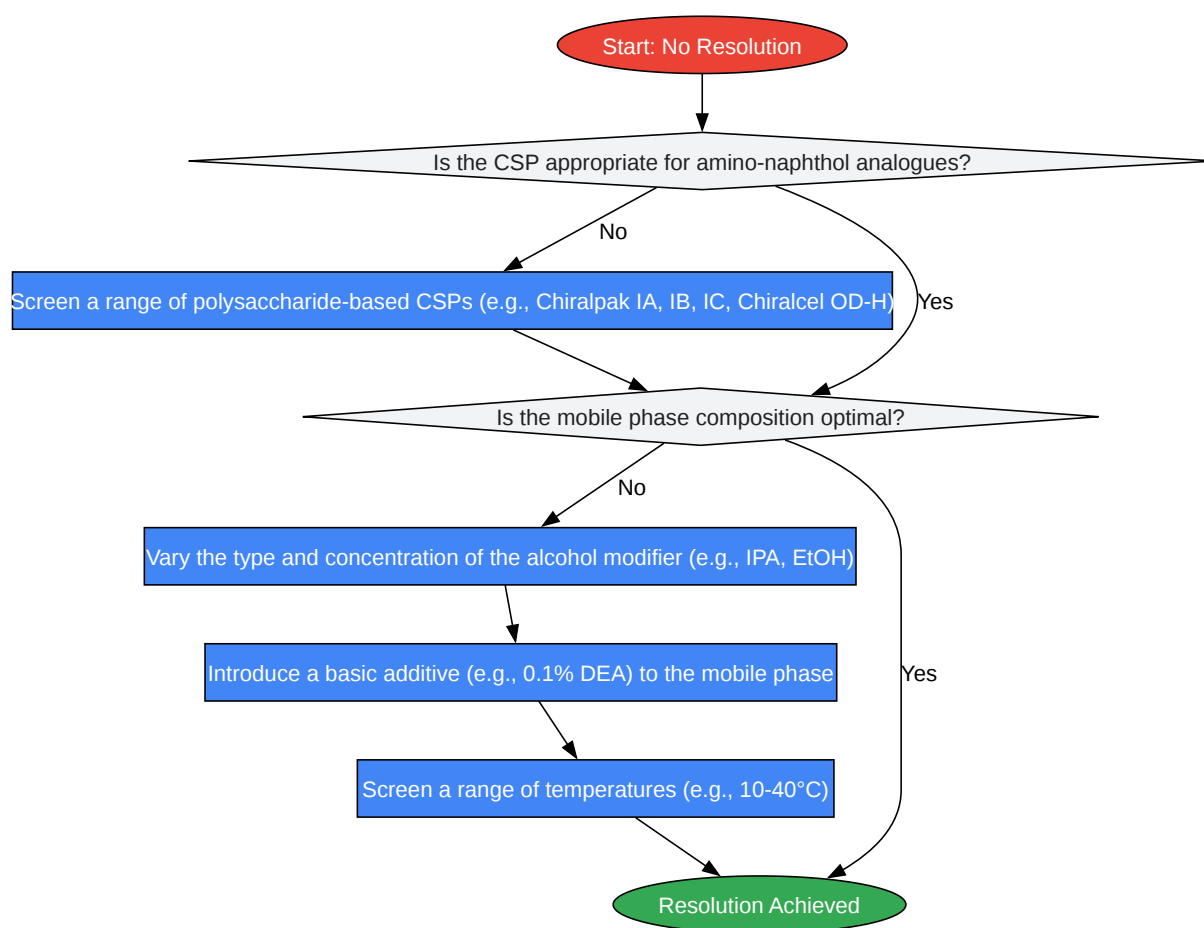 Start: No Resolution
Is the CSP appropriate for amino-naphthol analogues?
No
Screen a range of polysaccharide-based CSPs (e.g., Chiralpak IA, IB, IC, Chiralcel OD-H)
Yes
Is the mobile phase composition optimal?
No
Vary the type and concentration of the alcohol modifier (e.g., IPA, EtOH)
Introduce a basic additive (e.g., 0.1% DEA) to the mobile phase
Yes
Screen a range of temperatures (e.g., 10-40°C)
Resolution Achieved